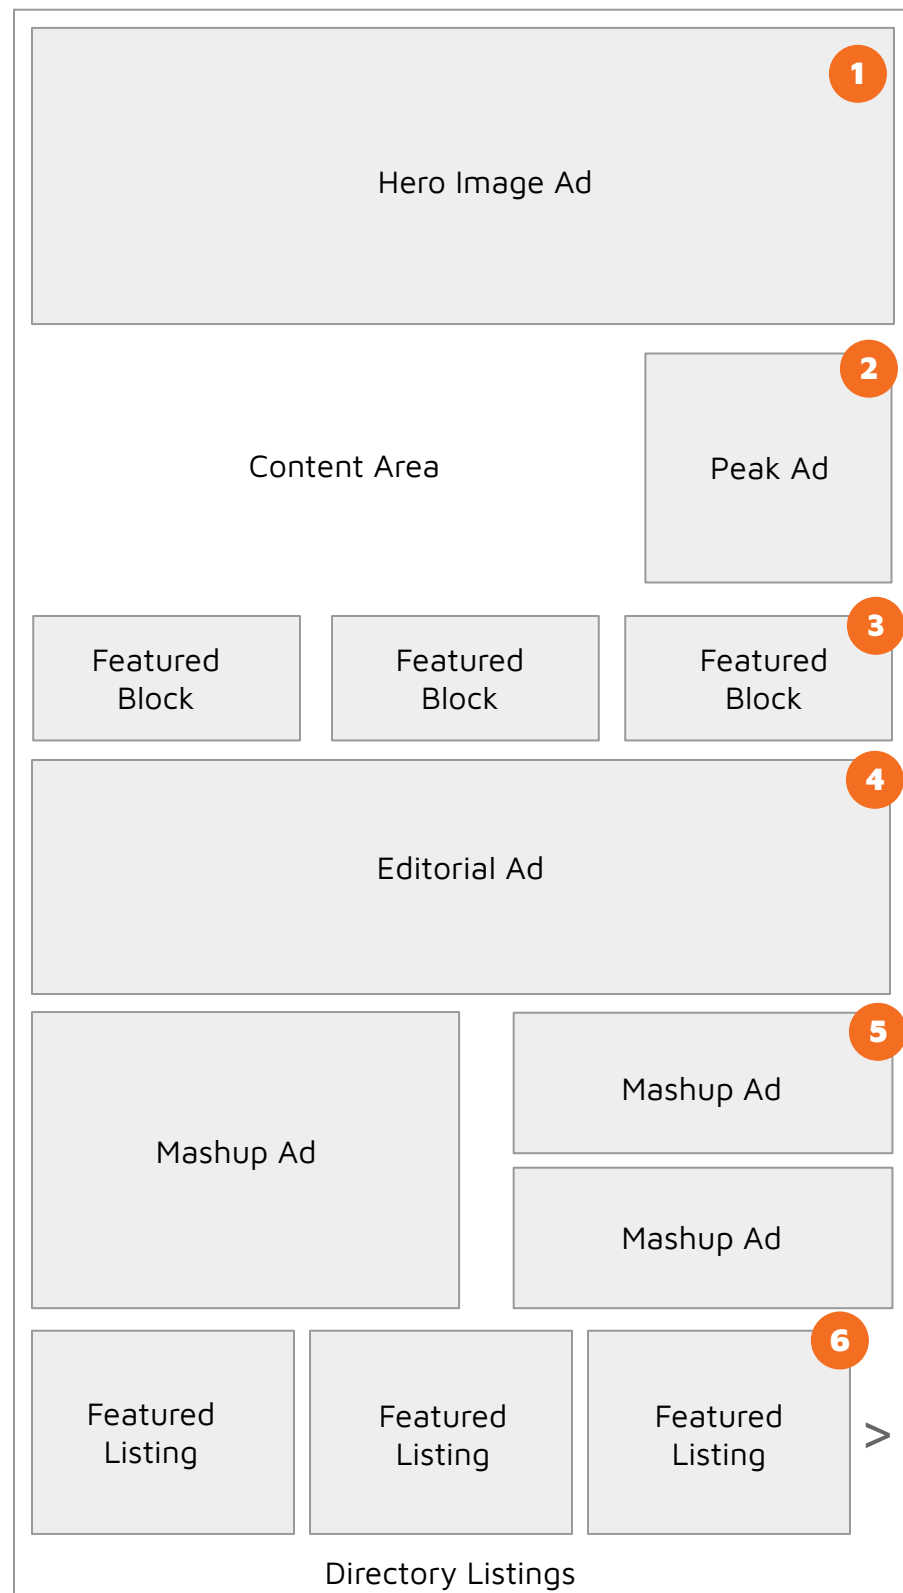 1
Hero Image Ad
2
Content Area
Peak Ad
3
Featured
Block
Featured
Block
Featured
Block
4
Editorial Ad
5
Mashup Ad
Mashup Ad
Mashup Ad
6
Featured
Listing
Featured
Listing
Featured
Listing
>
Directory Listings